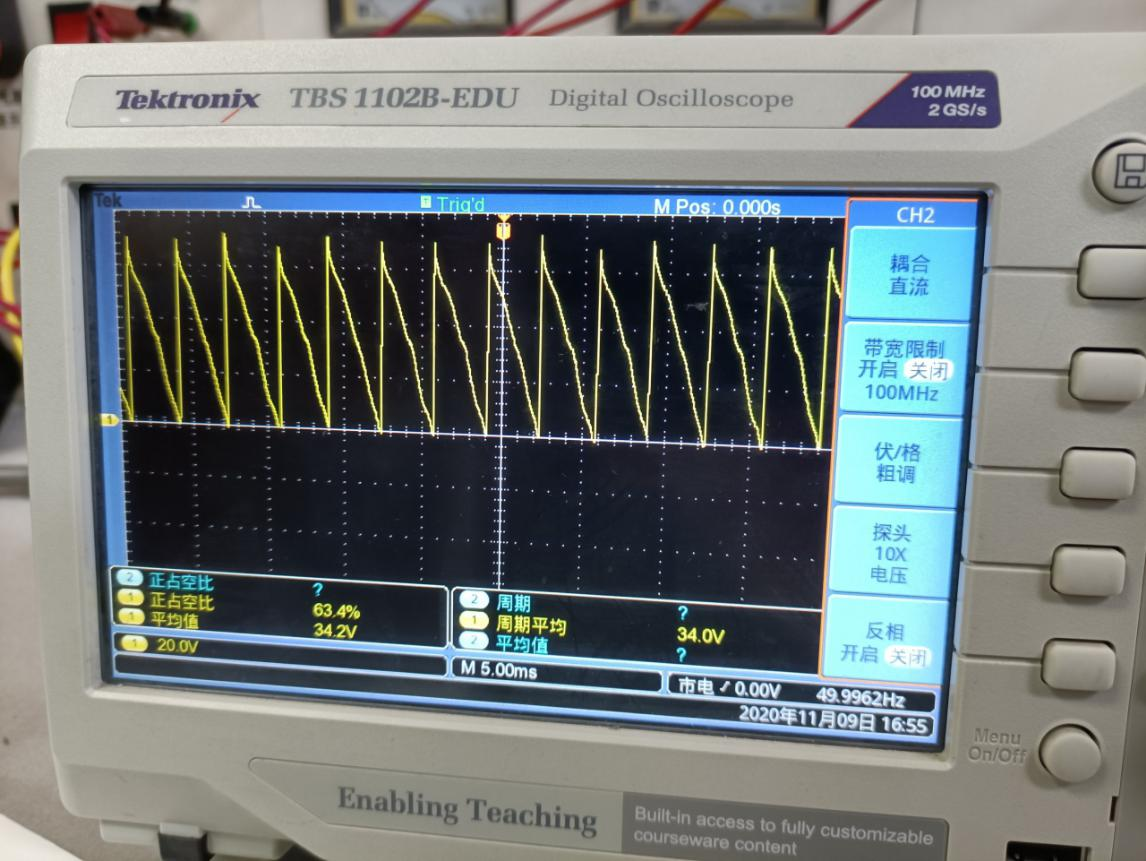 Tektronix TBS 1102B-EDU Digital Oscilloscope
100 MHz
2 GS/s
Tek
T Trig'd
M Pos: 0.000s
CH2
耦合
直流
带宽限制
开启 关闭
100MHz
伏/格
粗调
探头
10X
电压
反相
开启 关闭
T
1
2 正占空比 ?
1 正占空比 63.4%
1 平均值 34.2V
1 20.0V
2 周期 ?
1 周期平均 34.0V
2 平均值 ?
M 5.00ms
市电 0.00V 49.9962Hz
2020年11月09日 16:55
Menu
On/Off
Enabling Teaching
Built-in access to fully customizable
courseware content